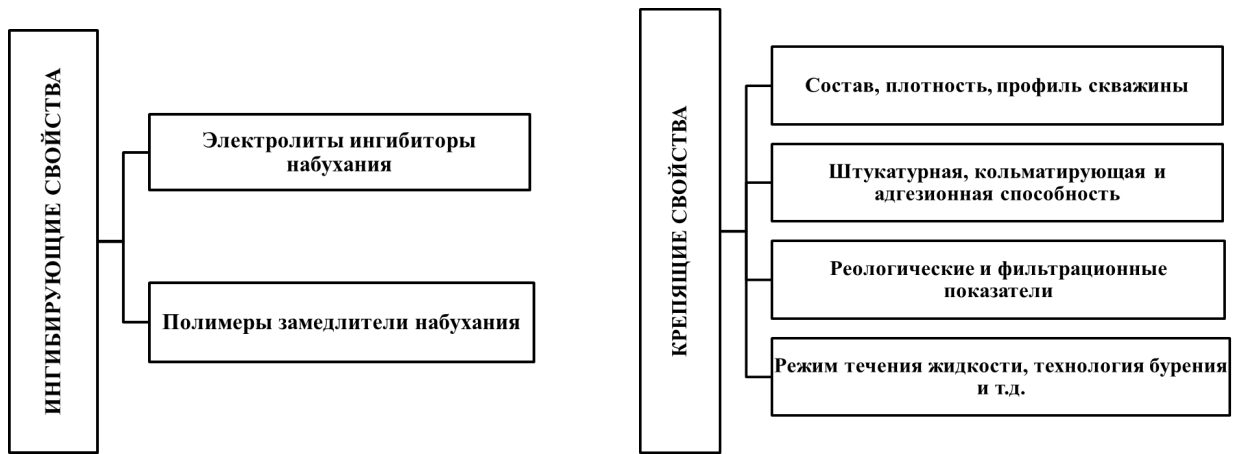 ИНГИБИРУЮЩИЕ СВОЙСТВА
Электролиты ингибиторы
набухания
Полимеры замедлители набухания
КРЕПЯЩИЕ СВОЙСТВА
Состав, плотность, профиль скважины
Штукатурная, кольматирующая и
адгезионная способность
Реологические и фильтрационные
показатели
Режим течения жидкости, технология бурения
и т.д.